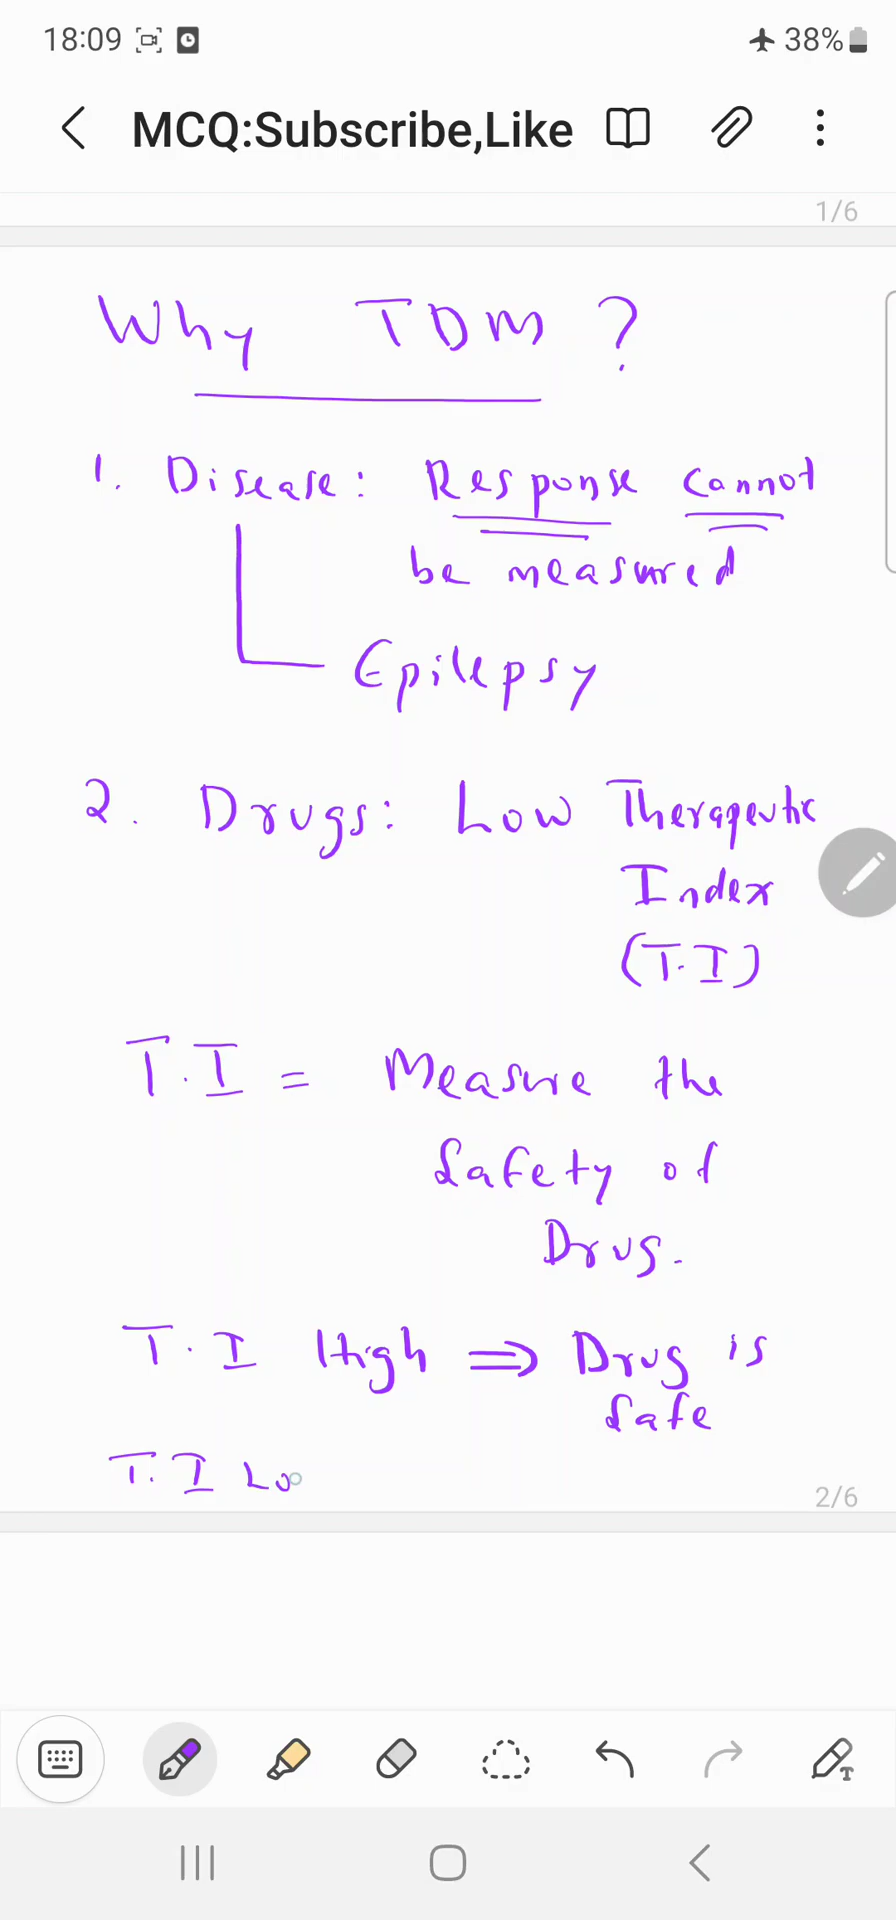 18:09 38%
MCQ:Subscribe,Like
1/6
Why TDM ?
1. Disease: Response cannot
be measured
Epilepsy
2. Drugs: Low Therapeutic
Index
(T.I)
T.I = Measure the
Safety of
Drug.
T.I High ⇒ Drug is
Safe
T.I Lo
2/6
T